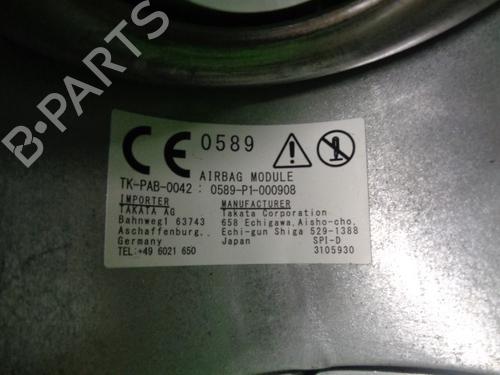 B-PARTS
CE 0589
AIRBAG MODULE
TK-PAB-0042 : 0589-P1-000908
IMPORTER MANUFACTURER
TAKATA AG Takata Corporation
Bahnweg1 63743 658 Echigawa, Aisho-cho,
Aschaffenburg, Echi-gun Shiga 529-1388
Germany Japan SPI-D
TEL:+49 6021 650 3105930